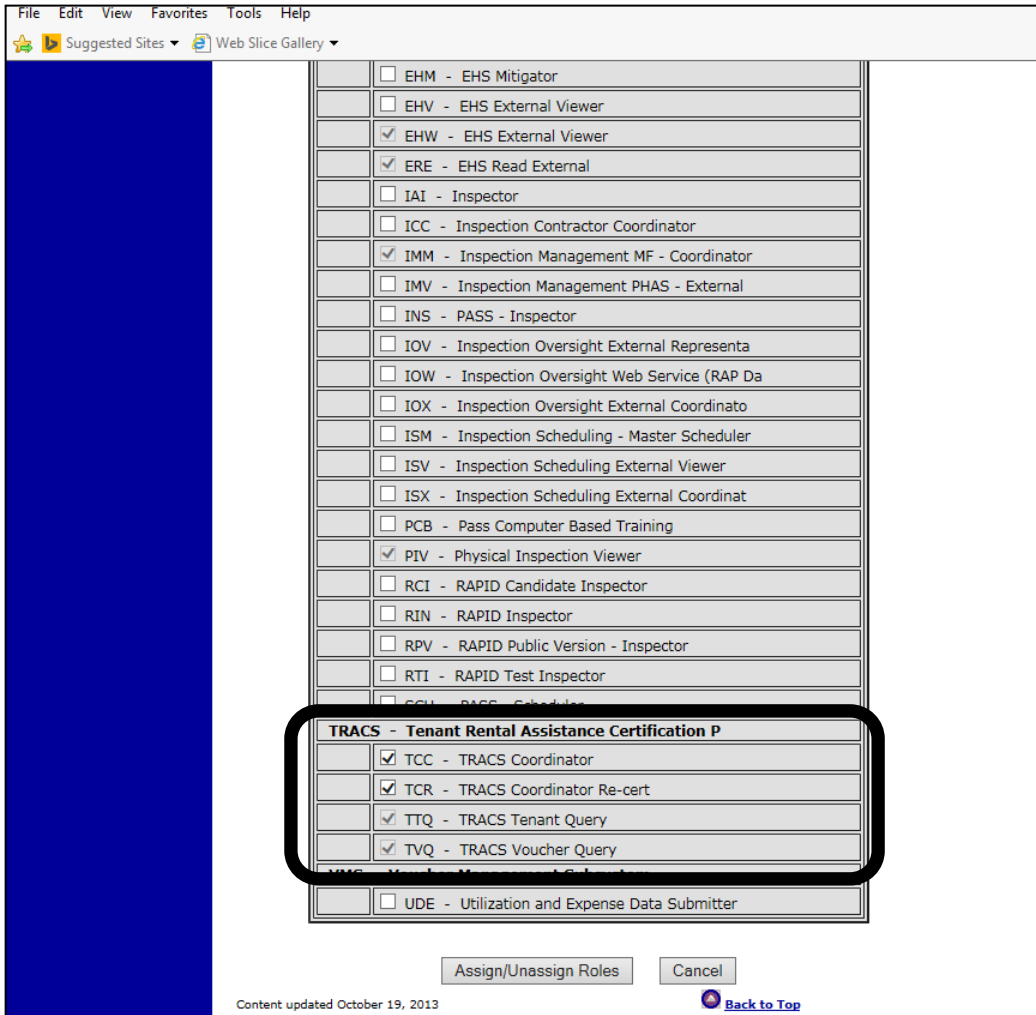 File Edit View Favorites Tools Help
Suggested Sites Web Slice Gallery
EHM - EHS Mitigator
EHV - EHS External Viewer
EHW - EHS External Viewer
ERE - EHS Read External
IAI - Inspector
ICC - Inspection Contractor Coordinator
IMM - Inspection Management MF - Coordinator
IMV - Inspection Management PHAS - External
INS - PASS - Inspector
IOV - Inspection Oversight External Representa
IOW - Inspection Oversight Web Service (RAP Da
IOX - Inspection Oversight External Coordinato
ISM - Inspection Scheduling - Master Scheduler
ISV - Inspection Scheduling External Viewer
ISX - Inspection Scheduling External Coordinat
PCB - Pass Computer Based Training
PIV - Physical Inspection Viewer
RCI - RAPID Candidate Inspector
RIN - RAPID Inspector
RPV - RAPID Public Version - Inspector
RTI - RAPID Test Inspector
SCH - PASS - Scheduler
TRACS - Tenant Rental Assistance Certification P
TCC - TRACS Coordinator
TCR - TRACS Coordinator Re-cert
TTQ - TRACS Tenant Query
TVQ - TRACS Voucher Query
VMS - Voucher Management Subsystem
UDE - Utilization and Expense Data Submitter
Assign/Unassign Roles Cancel
Content updated October 19, 2013 Back to Top